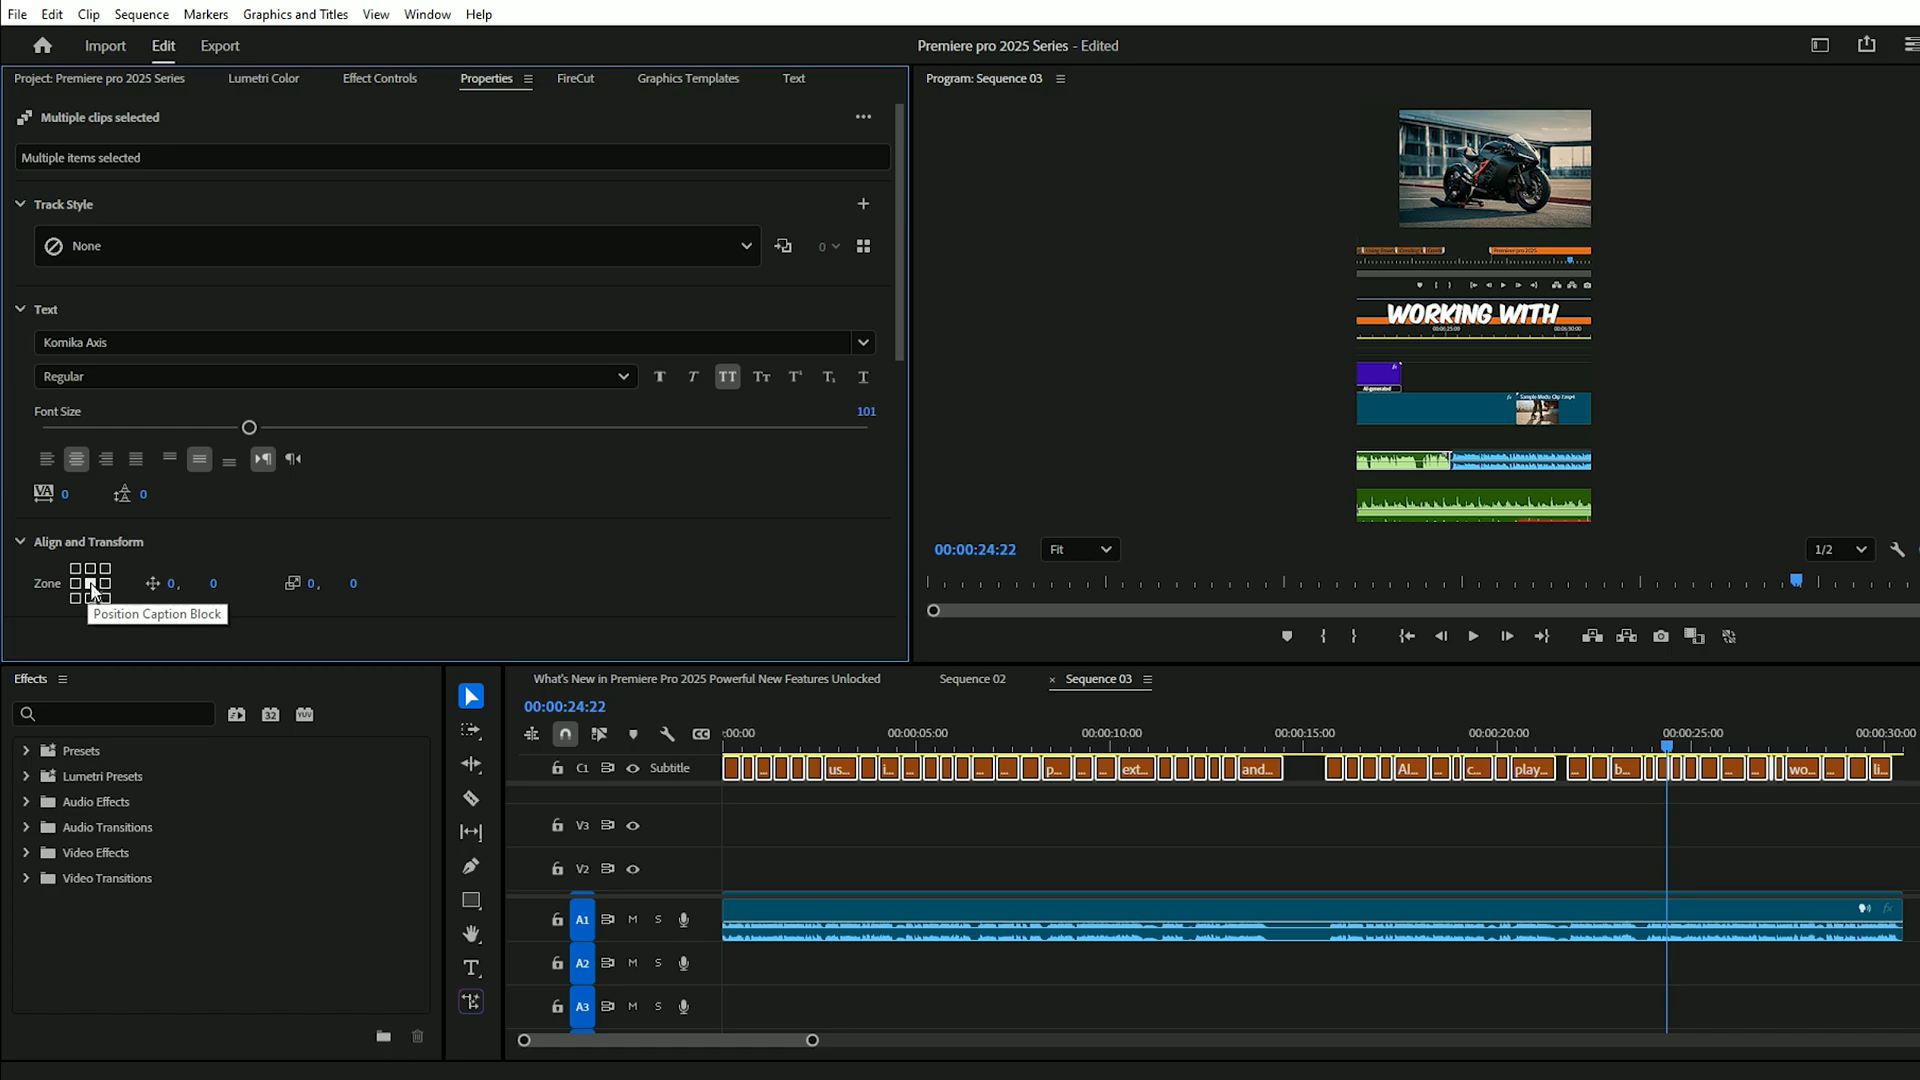 File Edit Clip Sequence Markers Graphics and Titles View Window Help
Import Edit Export
Premiere pro 2025 Series - Edited
Project: Premiere pro 2025 Series Lumetri Color Effect Controls Properties FireCut Graphics Templates Text
Program: Sequence 03
Multiple clips selected
Multiple items selected
Track Style
None
0
Text
Komika Axis
Regular
Font Size
101
0
0
Align and Transform
Zone
0, 0
0, 0
Position Caption Block
WORKING WITH
AI-generated
00:00:24:22
Fit
1/2
Effects
32
YUV
Presets
Lumetri Presets
Audio Effects
Audio Transitions
Video Effects
Video Transitions
What's New in Premiere Pro 2025 Powerful New Features Unlocked Sequence 02 × Sequence 03
00:00:24:22
:00:00 00:00:05:00 00:00:10:00 00:00:15:00 00:00:20:00 00:00:25:00 00:00:30:00
C1 Subtitle
... us... i... ... ... ... p... ... ... ext... and... Al... ... c... play... ... b... ... ... ... wo... ... li...
V3
V2
A1 M S
fx
A2 M S
A3 M S